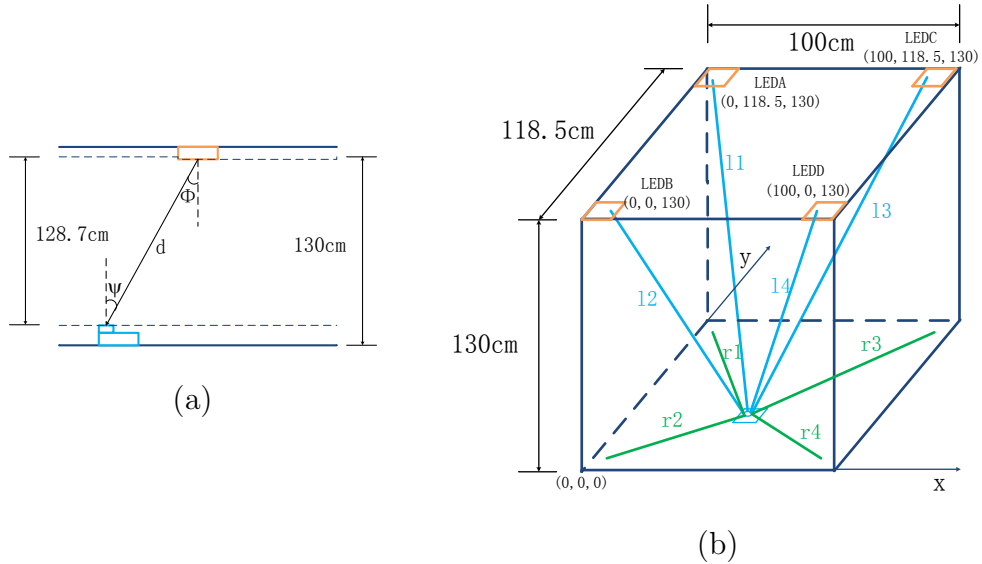 Φ
128.7cm
d
130cm
ψ
(a)
100cm
LEDC
(100,118.5,130)
LEDA
(0,118.5,130)
118.5cm
l1
LEDB
(0,0,130)
LEDD
(100,0,130)
l3
y
l2
l4
130cm
r1
r3
r2
r4
(0,0,0)
x
(b)